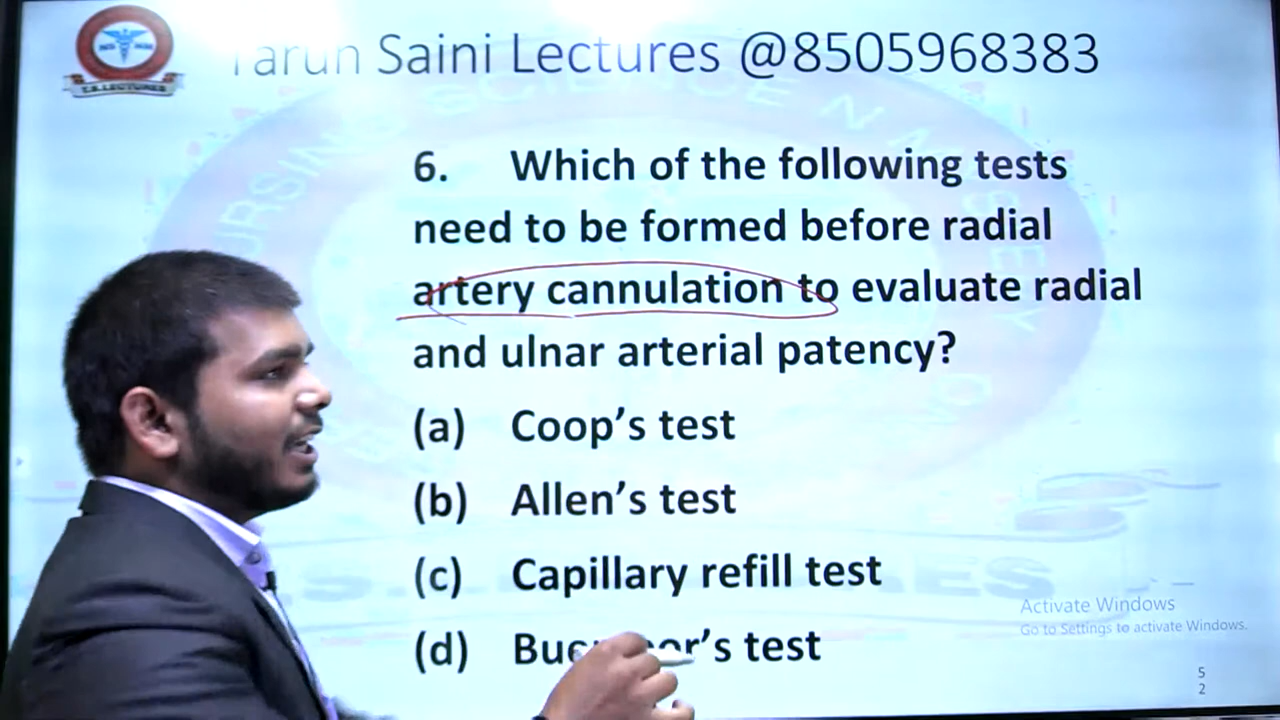 Tarun Saini Lectures @8505968383
T.S.LECTURES
6. Which of the following tests
need to be formed before radial
artery cannulation to evaluate radial
and ulnar arterial patency?
(a) Coop's test
(b) Allen's test
(c) Capillary refill test
(d) test
Activate Windows
Go to Settings to activate Windows.
5
2